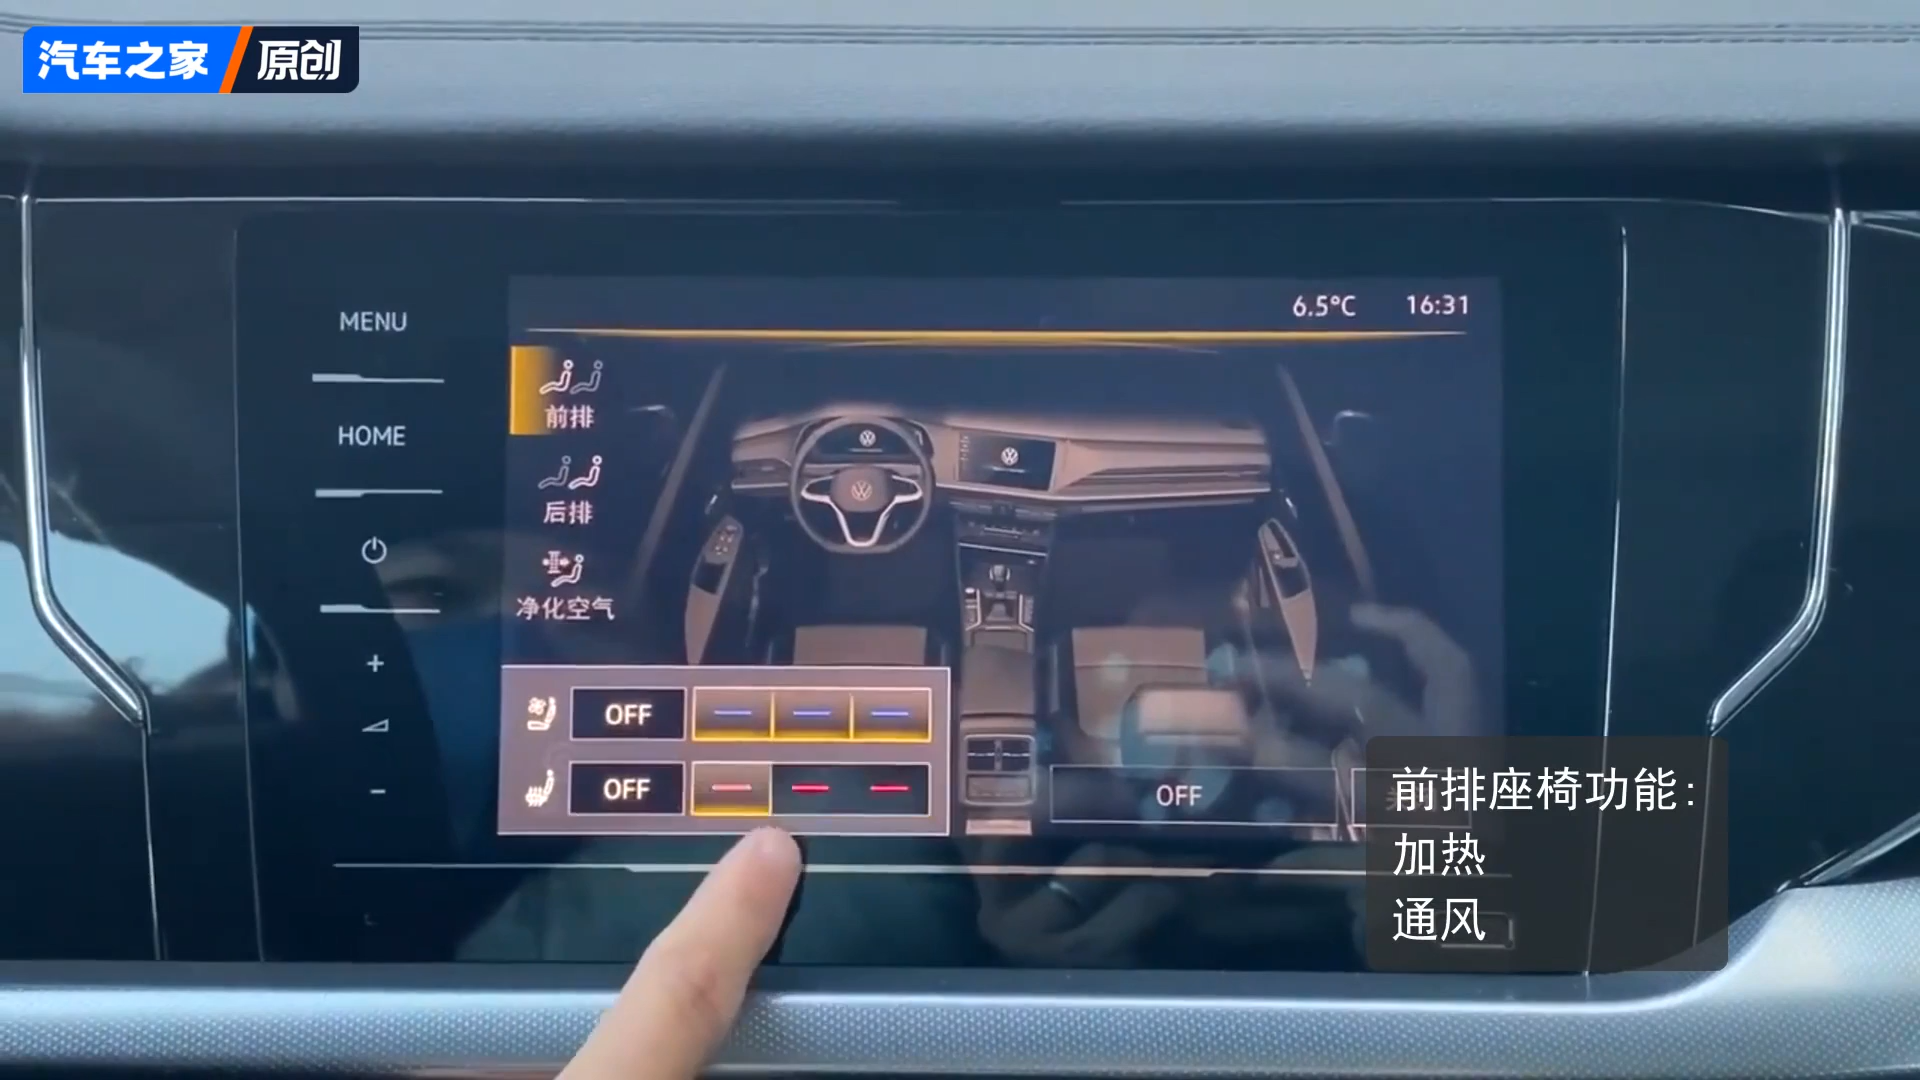 汽车之家 原创
6.5°C 16:31
MENU
HOME
前排
后排
净化空气
OFF
OFF
OFF
前排座椅功能:
加热
通风